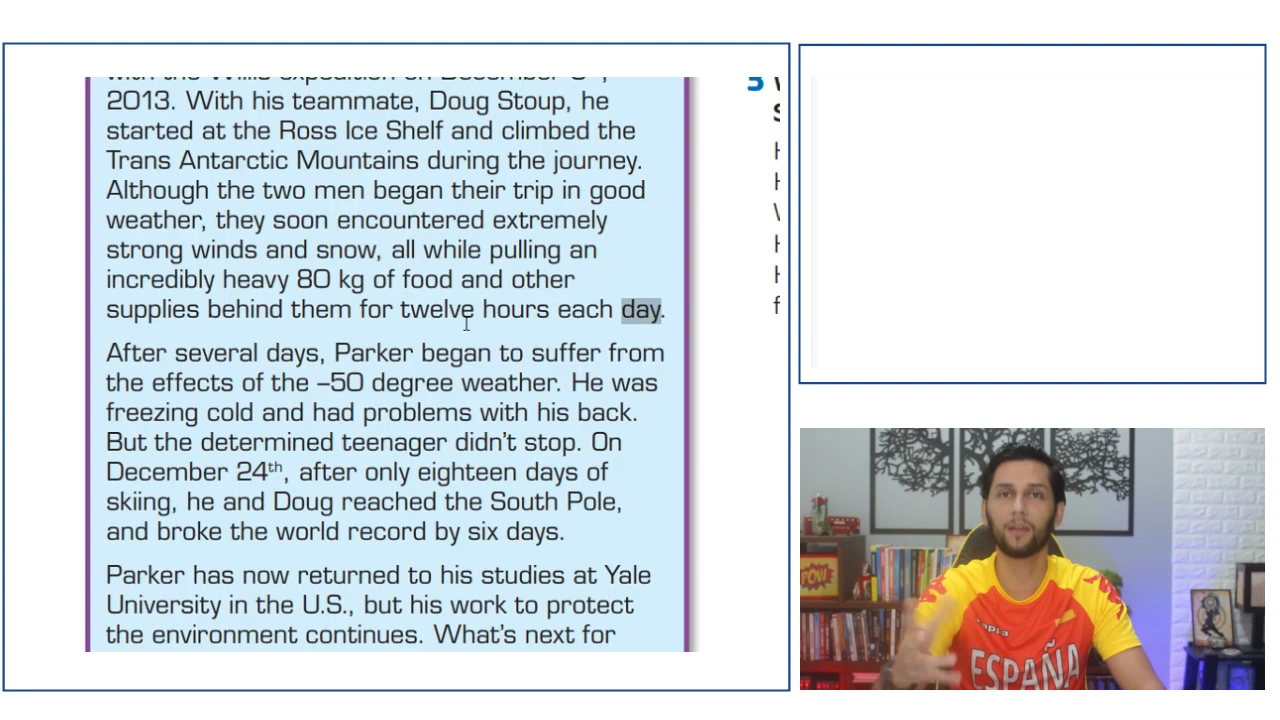 with the Willis expedition on December
2013. With his teammate, Doug Stoup, he
started at the Ross Ice Shelf and climbed the
Trans Antarctic Mountains during the journey.
Although the two men began their trip in good
weather, they soon encountered extremely
strong winds and snow, all while pulling an
incredibly heavy 80 kg of food and other
supplies behind them for twelve hours each day.
After several days, Parker began to suffer from
the effects of the –50 degree weather. He was
freezing cold and had problems with his back.
But the determined teenager didn't stop. On
December 24th, after only eighteen days of
skiing, he and Doug reached the South Pole,
and broke the world record by six days.
Parker has now returned to his studies at Yale
University in the U.S., but his work to protect
the environment continues. What's next for
POW!
ESPAÑA